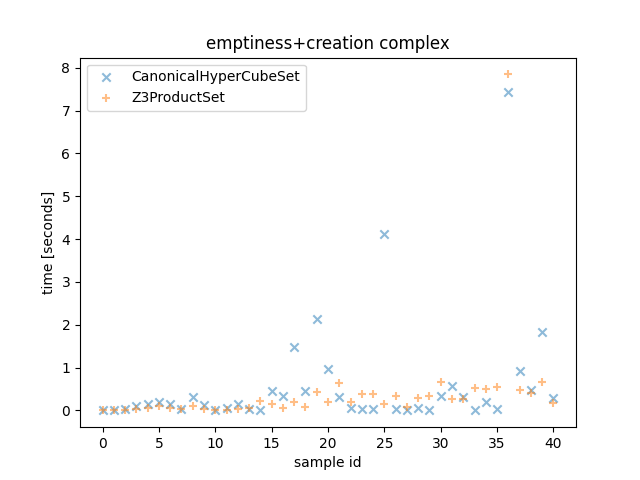 emptiness+creation complex
CanonicalHyperCubeSet
Z3ProductSet
time [seconds]
8
7
6
5
4
3
2
1
0
0 5 10 15 20 25 30 35 40
sample id